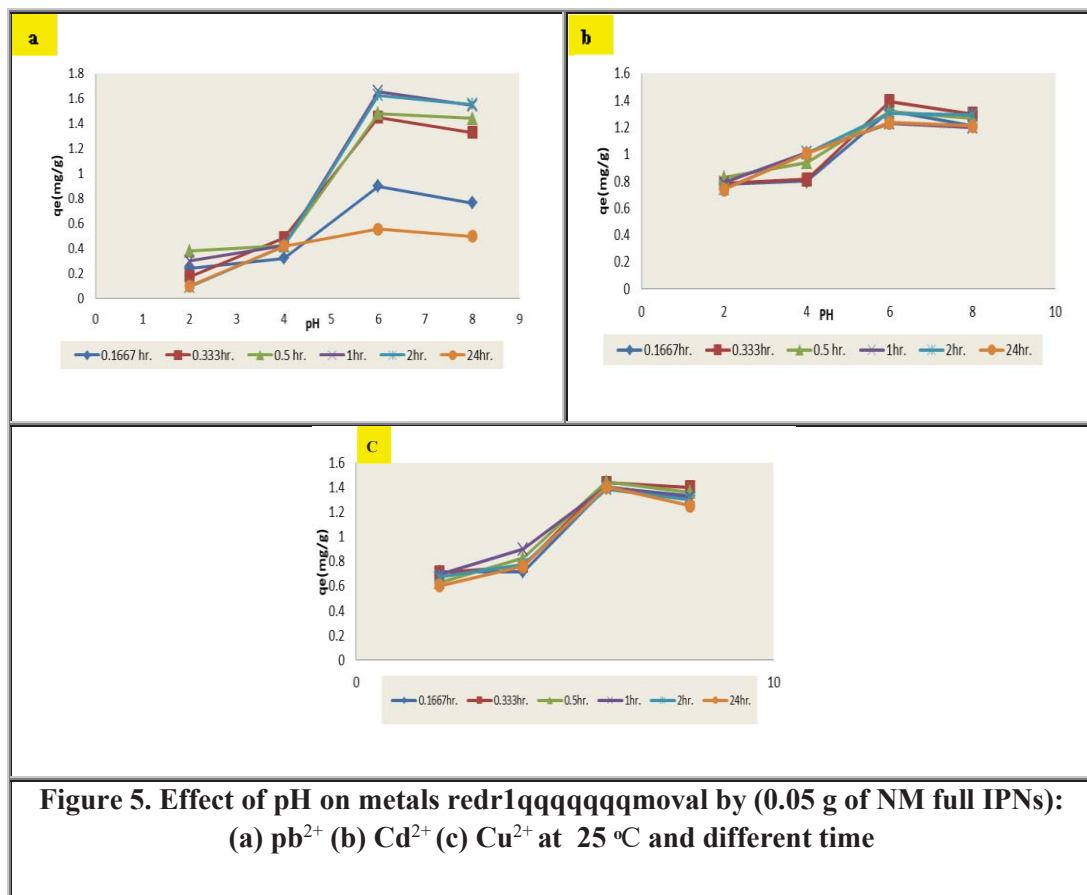 a
1.8
1.6
1.4
1.2
1
0.8
0.6
0.4
0.2
0
qe(mg/g)
0 1 2 3 4 5 6 7 8 9
pH
0.1667 hr. 0.333hr. 0.5 hr. 1hr. 2hr. 24hr.
b
1.6
1.4
1.2
1
0.8
0.6
0.4
0.2
0
qe(mg/g)
0 2 4 6 8 10
PH
0.1667hr. 0.333hr. 0.5 hr. 1hr. 2hr. 24hr.
C
1.6
1.4
1.2
1
0.8
0.6
0.4
0.2
0
qe(mg/g)
0 10
0.1667hr. 0.333hr. 0.5hr. 1hr. 2hr. 24hr.
Figure 5. Effect of pH on metals redr1qqqqqqqmoval by (0.05 g of NM full IPNs):
(a) pb²⁺ (b) Cd²⁺ (c) Cu²⁺ at 25 ℃ and different time